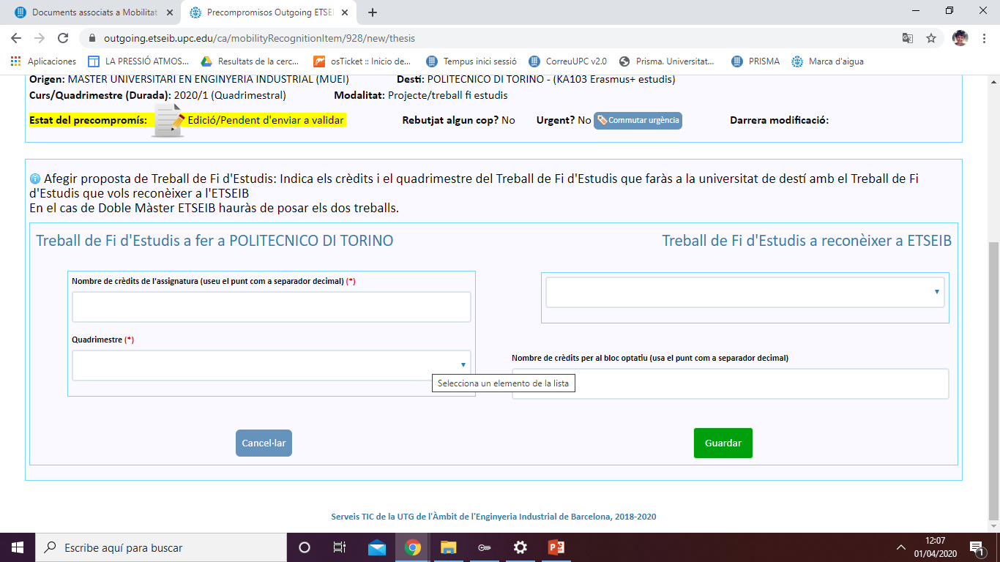 Documents associats a Mobilitat
Precompromisos Outgoing ETSEI
outgoing.etseib.upc.edu/ca/mobilityRecognitionItem/928/new/thesis
Aplicaciones
LA PRESSIÓ ATMOS...
Resultats de la cerc...
osTicket :: Inicio de...
Tempus inici sessió
CorreuUPC v2.0
Prisma. Universitat...
PRISMA
Marca d'aigua
Origen: MÀSTER UNIVERSITARI EN ENGINYERIA INDUSTRIAL (MUEI) Destí: POLITECNICO DI TORINO - (KA103 Erasmus+ estudis)
Curs/Quadrimestre (Durada): 2020/1 (Quadrimestral) Modalitat: Projecte/treball fi estudis
Estat del precompromís: Edició/Pendent d'enviar a validar Rebutjat algun cop? No Urgent? No Commutar urgència Darrera modificació:
Afegir proposta de Treball de Fi d'Estudis: Indica els crèdits i el quadrimestre del Treball de Fi d'Estudis que faràs a la universitat de destí amb el Treball de Fi
d'Estudis que vols reconèixer a l'ETSEIB
En el cas de Doble Màster ETSEIB hauràs de posar els dos treballs.
Treball de Fi d'Estudis a fer a POLITECNICO DI TORINO
Treball de Fi d'Estudis a reconèixer a ETSEIB
Nombre de crèdits de l'assignatura (useu el punt com a separador decimal) (*)
Quadrimestre (*)
Nombre de crèdits per al bloc optatiu (usa el punt com a separador decimal)
Selecciona un elemento de la lista
Cancel·lar
Guardar
Serveis TIC de la UTG de l'Àmbit de l'Enginyeria Industrial de Barcelona, 2018-2020
Escribe aquí para buscar
12:07
01/04/2020
1